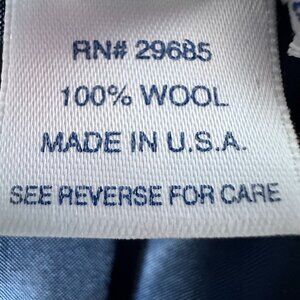 RN# 29685
100% WOOL
MADE IN U.S.A.
SEE REVERSE FOR CARE